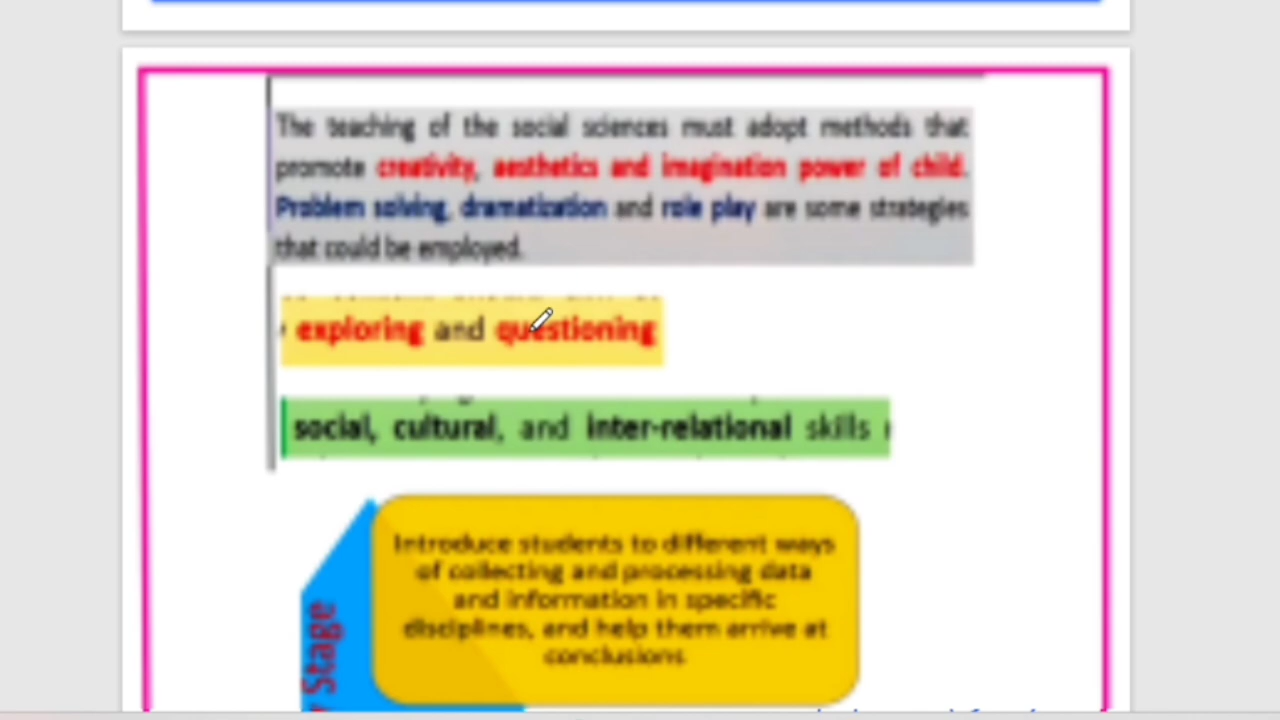 The teaching of the social sciences must adopt methods that
promote creativity, aesthetics and imagination power of child.
Problem solving, dramatization and role play are some strategies
that could be employed.
exploring and questioning
social, cultural, and inter-relational skills
Introduce students to different ways
of collecting and processing data
and information in specific
disciplines, and help them arrive at
conclusions
Stage